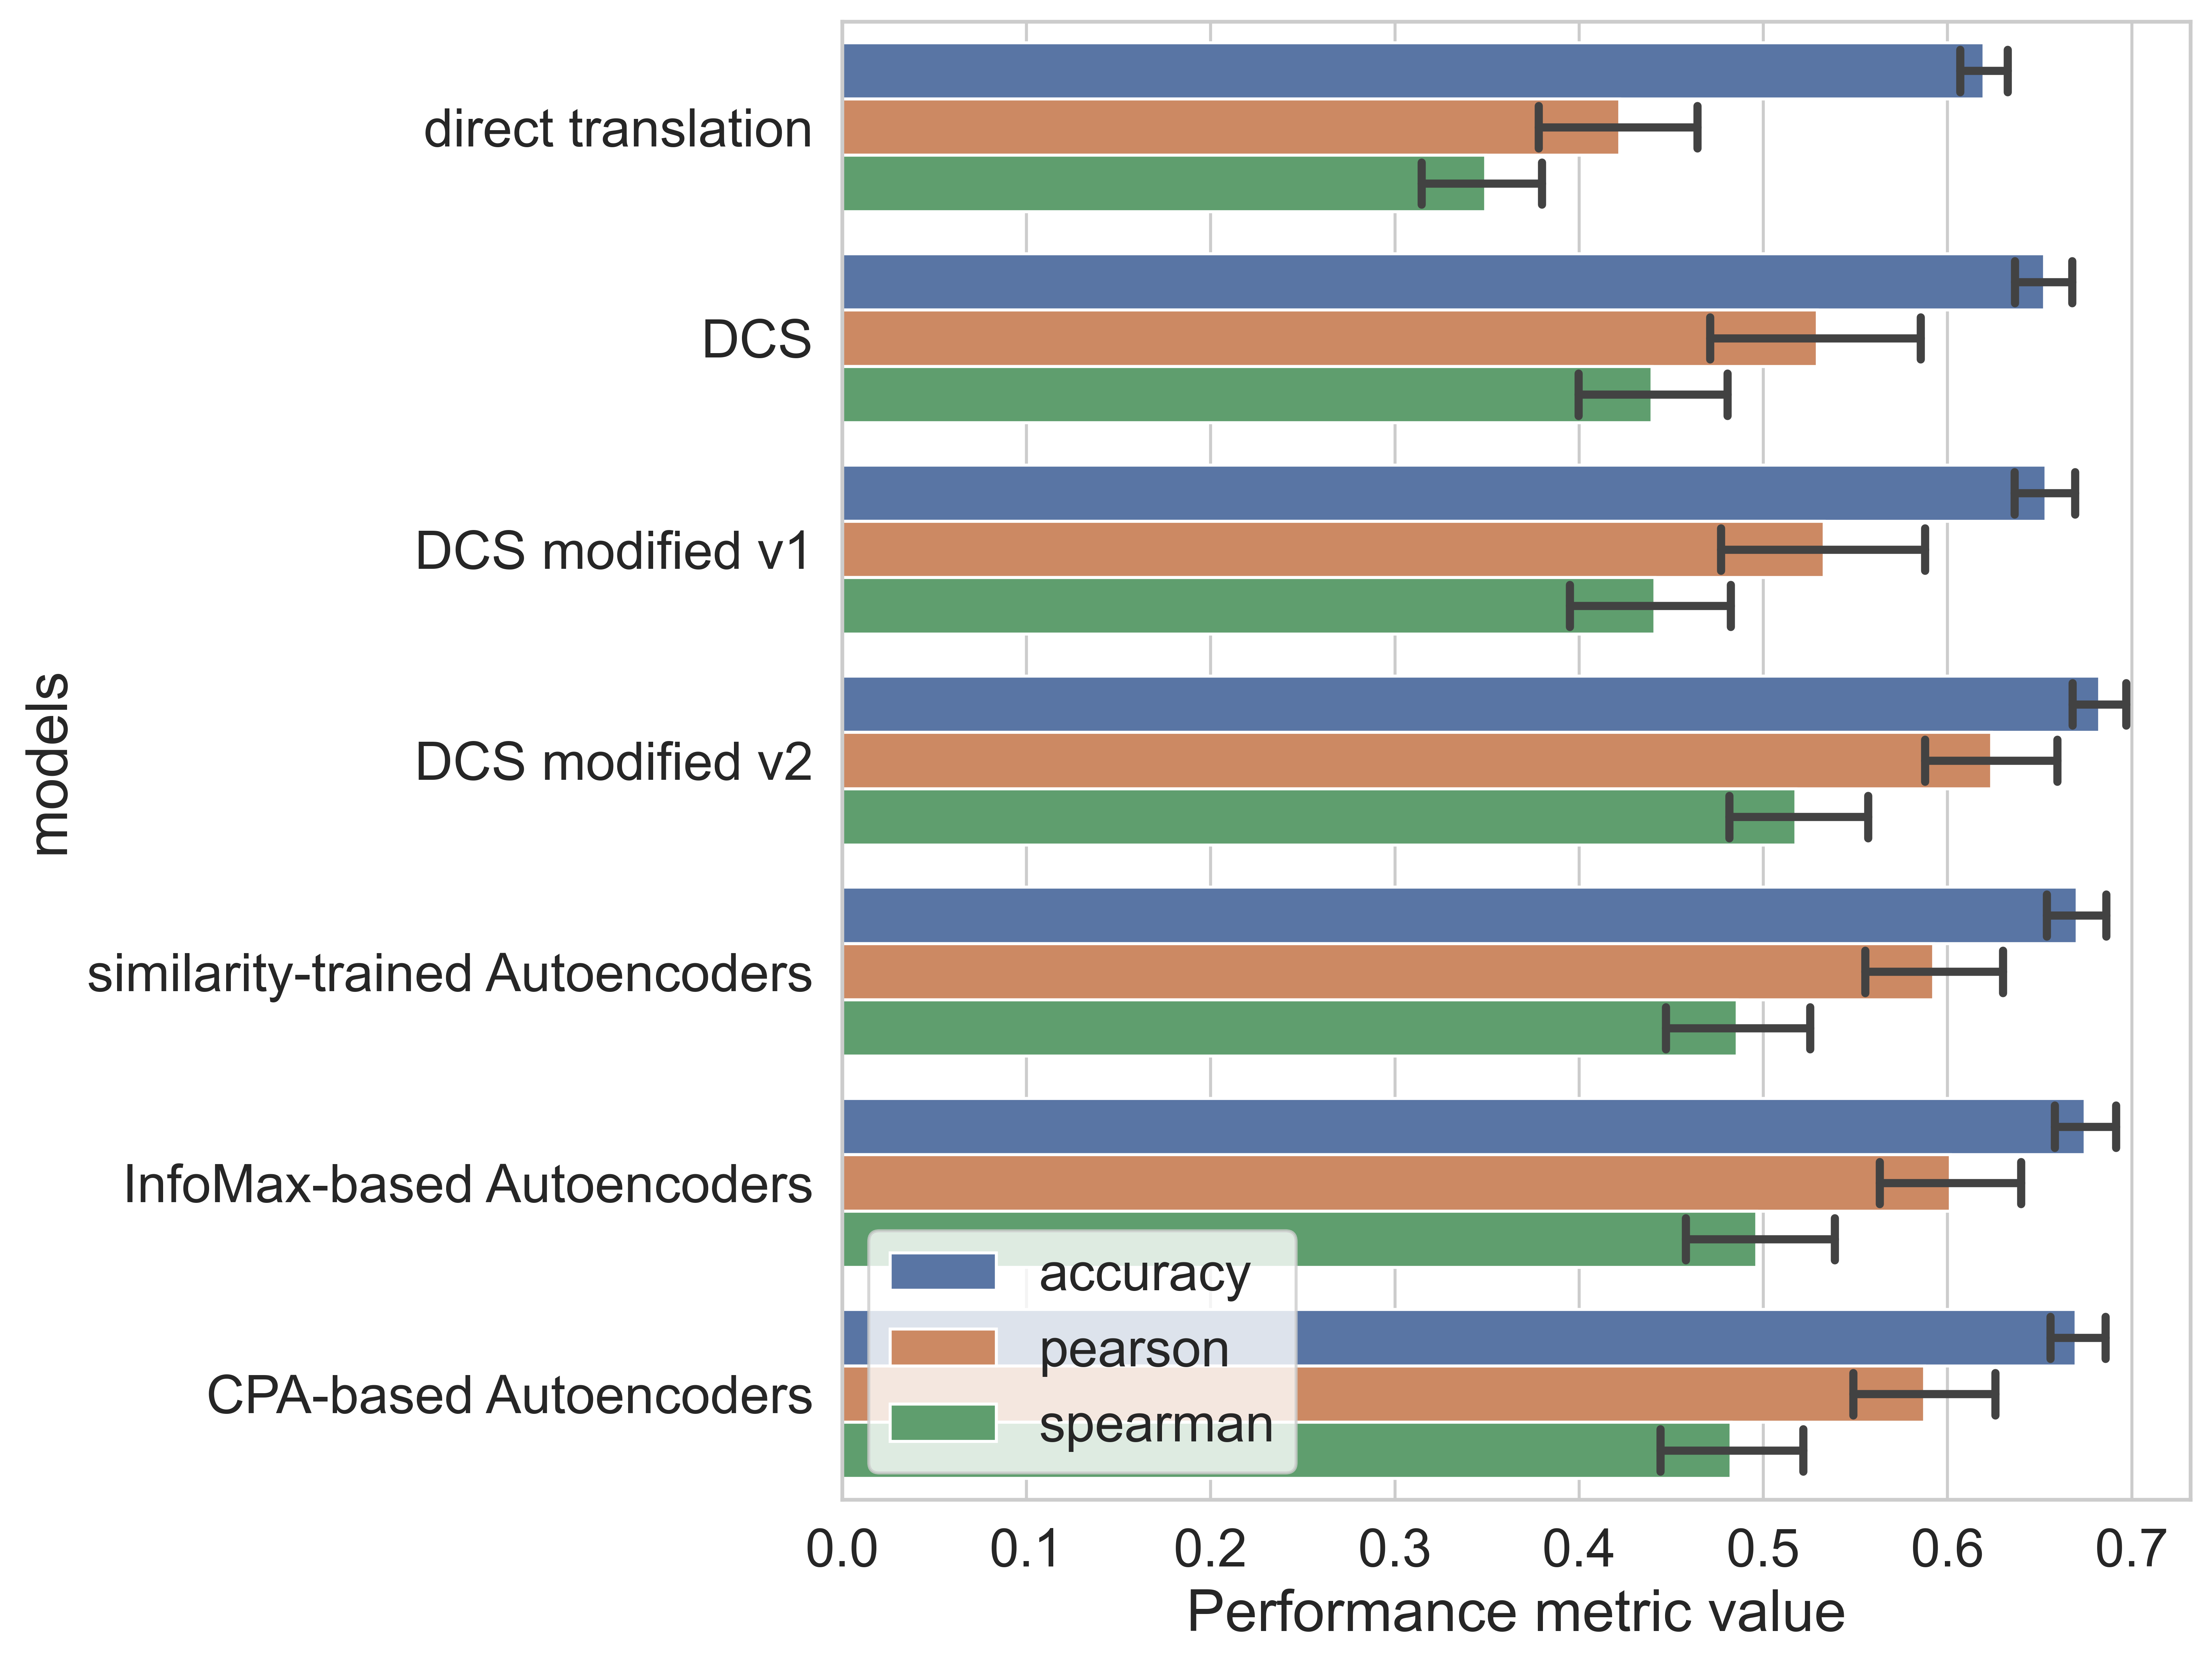 models
direct translation
DCS
DCS modified v1
DCS modified v2
similarity-trained Autoencoders
InfoMax-based Autoencoders
CPA-based Autoencoders
accuracy
pearson
spearman
0.0 0.1 0.2 0.3 0.4 0.5 0.6 0.7
Performance metric value